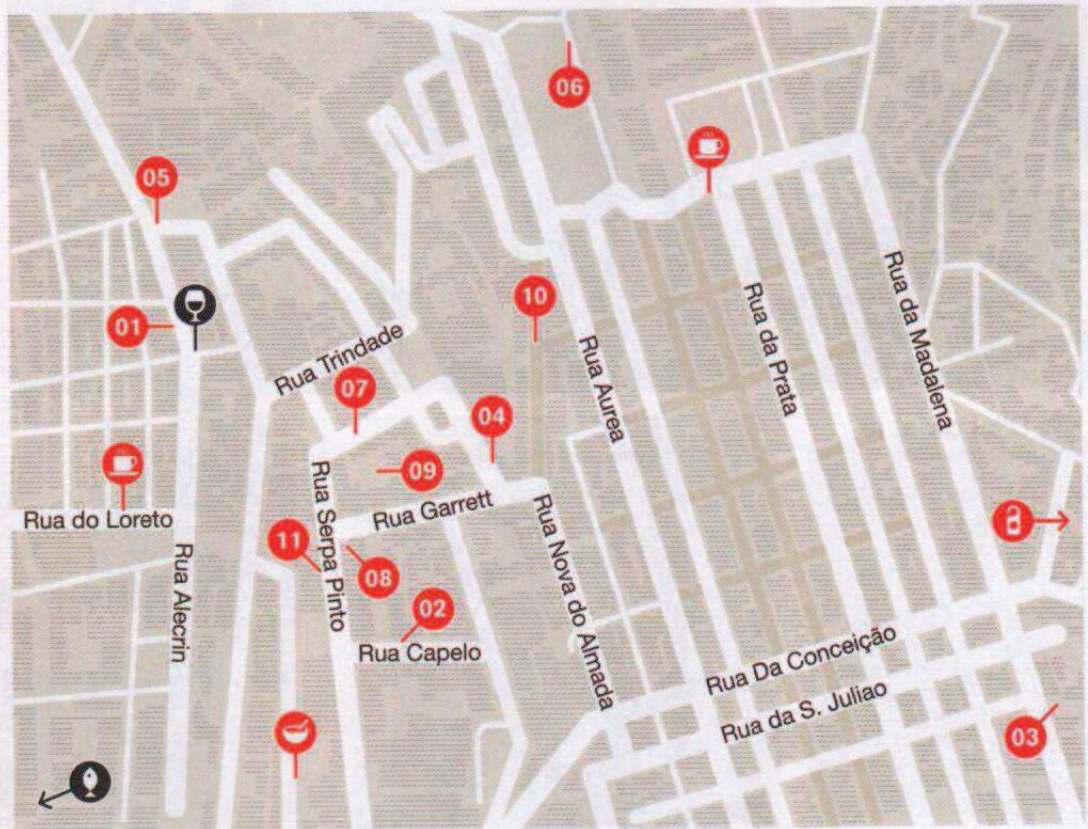 06
05
10
01
Rua Trindade
07
Rua Aurea
Rua da Prata
Rua da Madalena
04
09
Rua do Loreto
Rua Garrett
Rua Serpa Pinto
11
08
02
Rua Alecrin
Rua Capelo
Rua Nova do Almada
Rua Da Conceição
Rua da S. Juliao
03